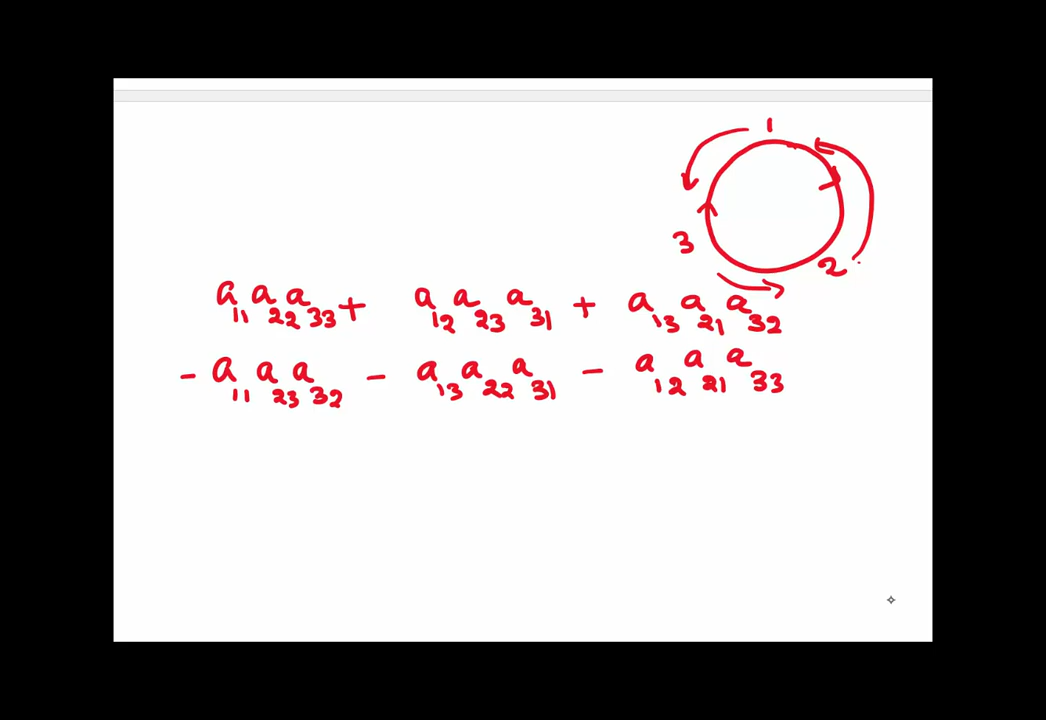 1
3
2
a₁₁ a₂₂ a₃₃ + a₁₂ a₂₃ a₃₁ + a₁₃ a₂₁ a₃₂
- a₁₁ a₂₃ a₃₂ - a₁₃ a₂₂ a₃₁ - a₁₂ a₂₁ a₃₃